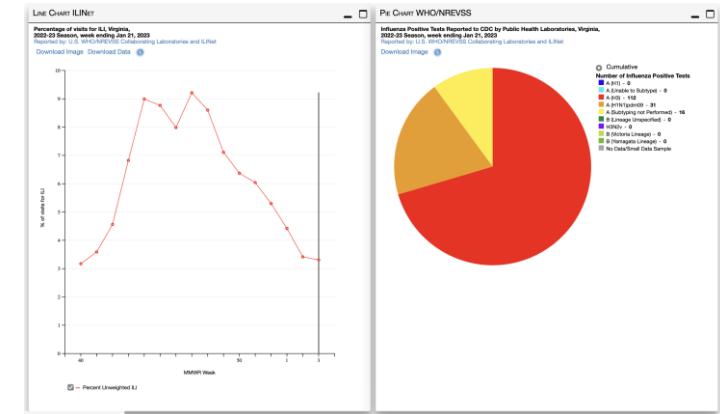 LINE CHART ILINET
Percentage of visits for ILI, Virginia,
2022-23 Season, week ending Jan 21, 2023
Reported by: U.S. WHO/NREVSS Collaborating Laboratories and ILINet
Download Image Download Data
10
9
8
7
6
5
4
3
2
1
0
% of visits for ILI
40
50
1
3
MMWR Week
Percent Unweighted ILI
PIE CHART WHO/NREVSS
Influenza Positive Tests Reported to CDC by Public Health Laboratories, Virginia,
2022-23 Season, week ending Jan 21, 2023
Reported by: U.S. WHO/NREVSS Collaborating Laboratories and ILINet
Download Image
Cumulative
Number of Influenza Positive Tests
A (H1) - 0
A (Unable to Subtype) - 0
A (H3) - 112
A (H1N1)pdm09 - 31
A (Subtyping not Performed) - 16
B (Lineage Unspecified) - 0
H3N2v - 0
B (Victoria Lineage) - 0
B (Yamagata Lineage) - 0
No Data/Small Data Sample